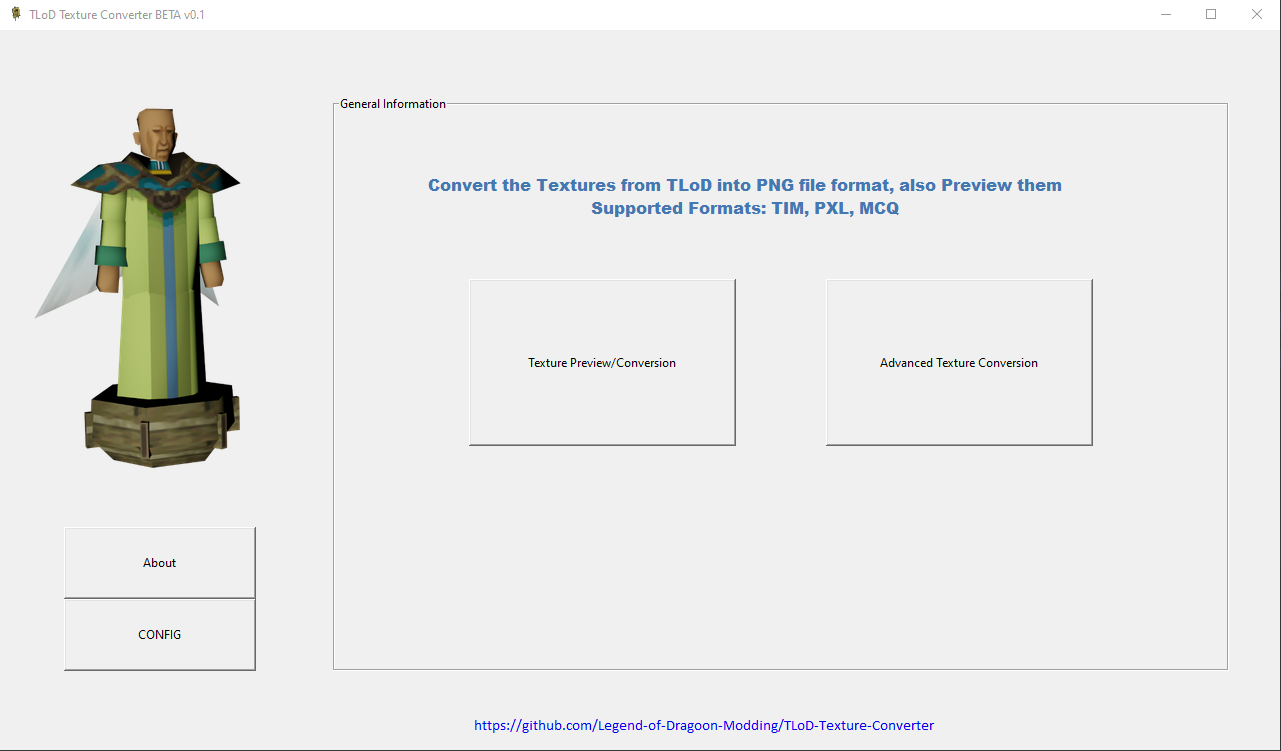 TLoD Texture Converter BETA v0.1
General Information
Convert the Textures from TLoD into PNG file format, also Preview them
Supported Formats: TIM, PXL, MCQ
Texture Preview/Conversion
Advanced Texture Conversion
About
CONFIG
https://github.com/Legend-of-Dragoon-Modding/TLoD-Texture-Converter